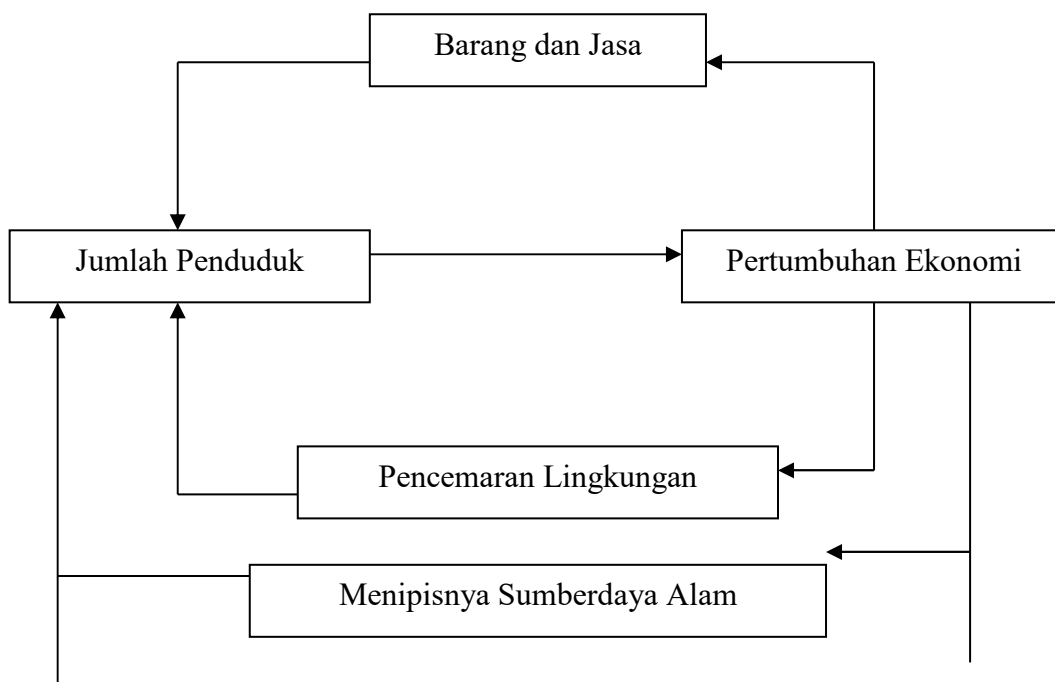 Barang dan Jasa
Jumlah Penduduk
Pertumbuhan Ekonomi
Pencemaran Lingkungan
Menipisnya Sumberdaya Alam